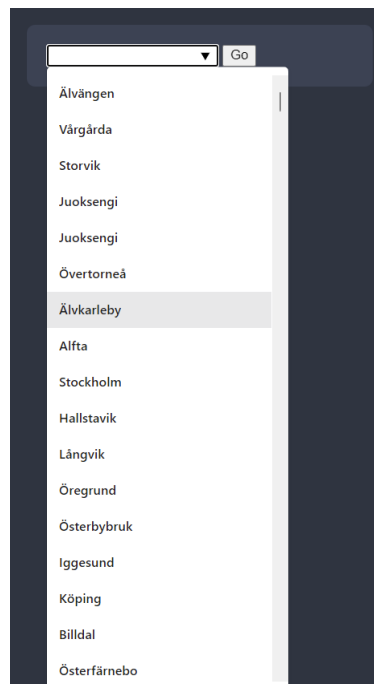 Go
Älvängen
Vårgårda
Storvik
Juoksengi
Juoksengi
Övertorneå
Älvkarleby
Alfta
Stockholm
Hallstavik
Långvik
Öregrund
Österbybruk
Iggesund
Köping
Billdal
Österfärnebo